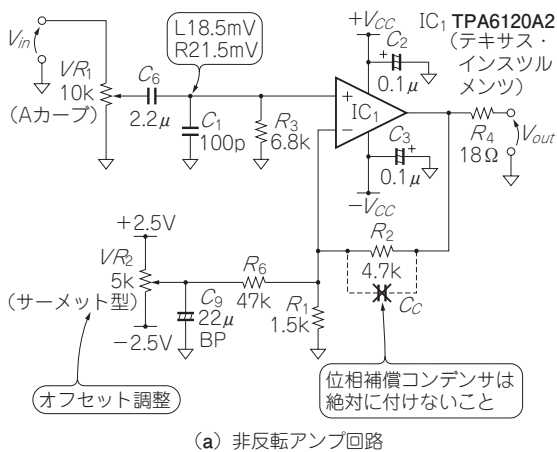 Vin
VR1
10k
(Aカーブ)
C6
2.2μ
L18.5mV
R21.5mV
C1
100p
R3
6.8k
+VCC
C2
+
0.1μ
IC1 TPA6120A2
(テキサス・
インスツル
メンツ)
+
−
IC1
C3
+
0.1μ
−VCC
R4
18Ω
Vout
R2
4.7k
CC
+2.5V
VR2
5k
(サーメット型)
−2.5V
C9
22μ
BP
R6
47k
R1
1.5k
オフセット調整
位相補償コンデンサは
絶対に付けないこと
(a) 非反転アンプ回路